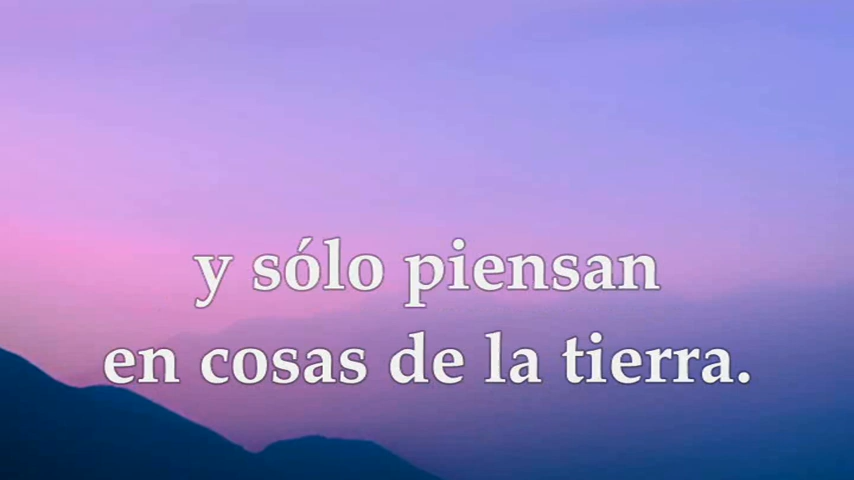 y sólo piensan
en cosas de la tierra.